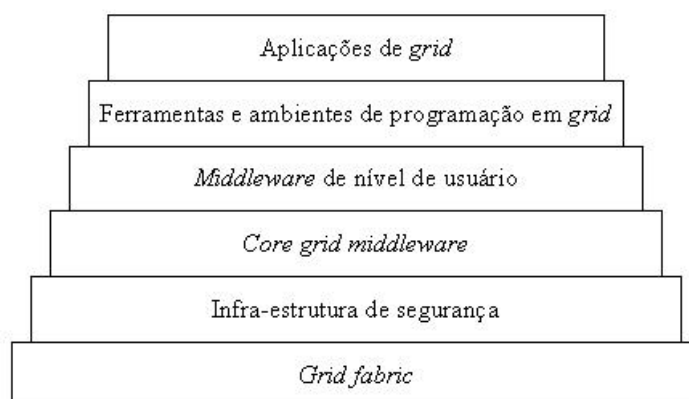 Aplicações de grid
Ferramentas e ambientes de programação em grid
Middleware de nível de usuário
Core grid middleware
Infra-estrutura de segurança
Grid fabric